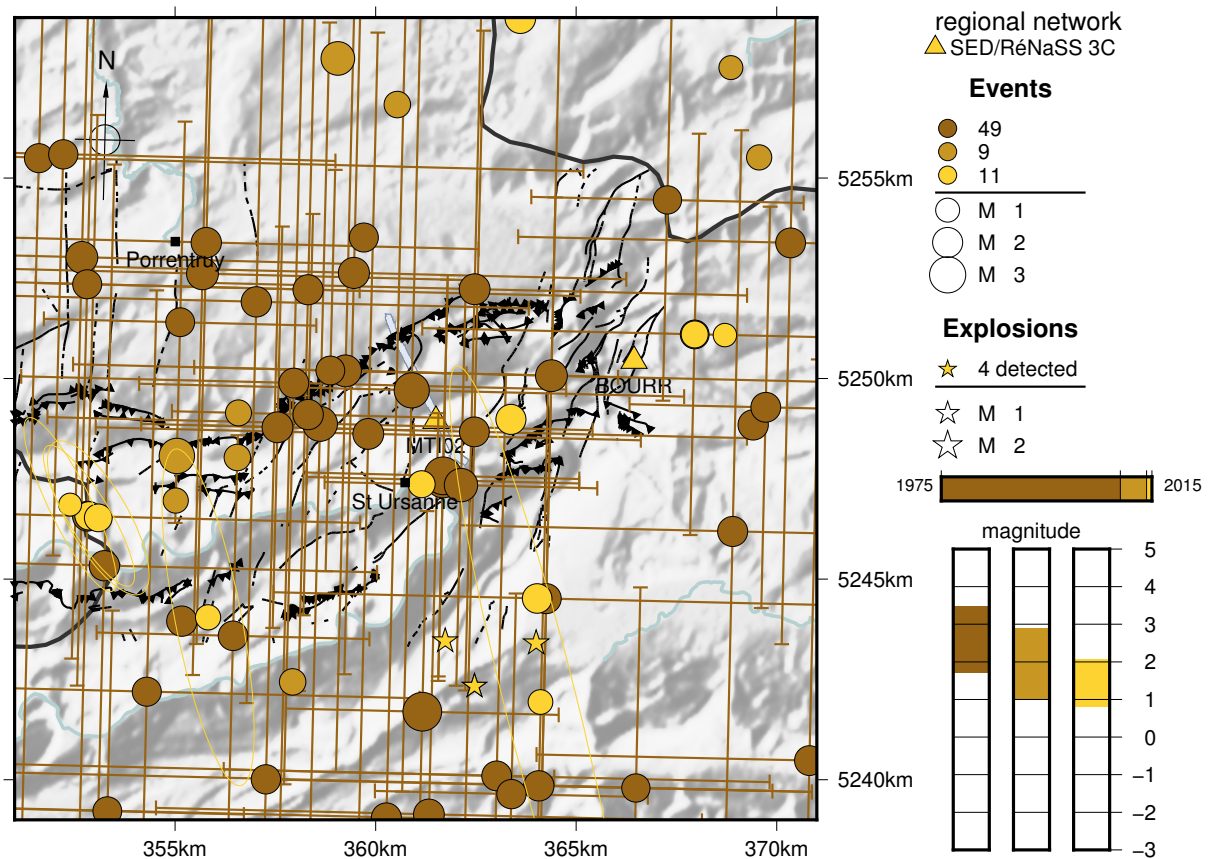 regional network
SED/RéNaSS 3C
Events
49
9
11
M 1
M 2
M 3
Explosions
4 detected
M 1
M 2
1975
2015
magnitude
5
4
3
2
1
0
−1
−2
−3
N
Porrentruy
BOURR
MT02
St Ursanne
5255km
5250km
5245km
5240km
355km
360km
365km
370km